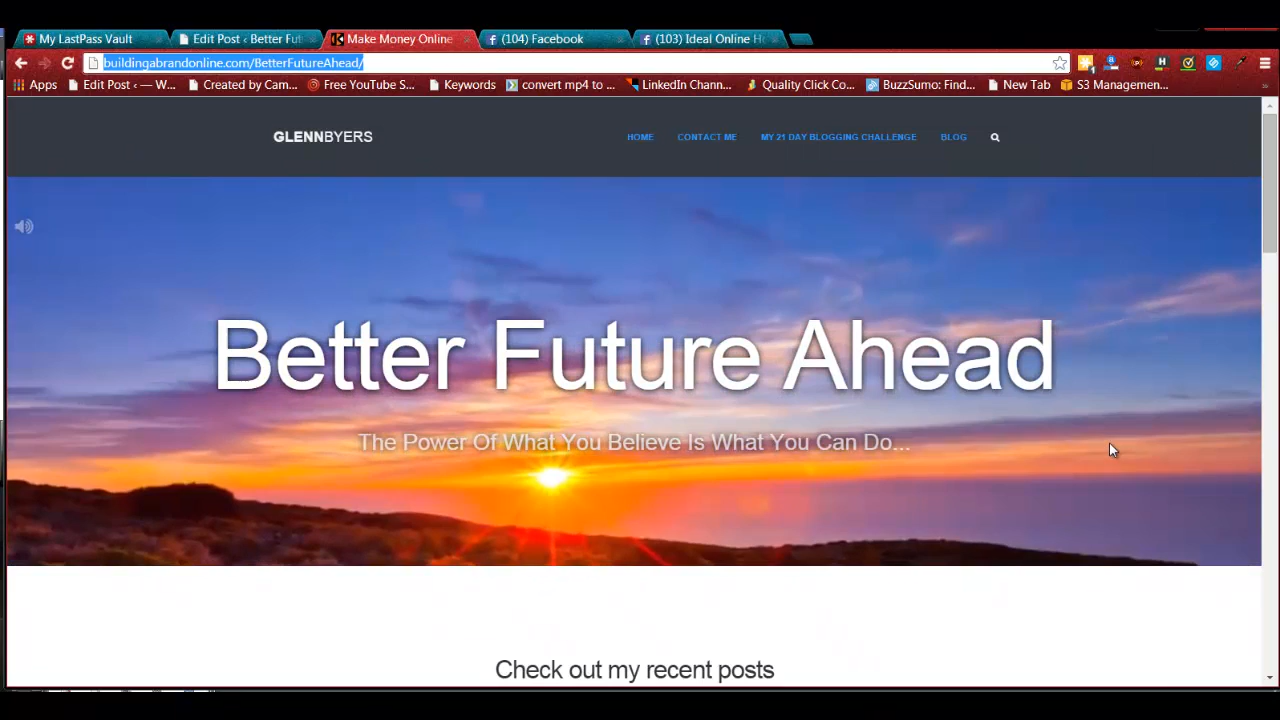 My LastPass Vault
Edit Post ‹ Better Fut
Make Money Online
(104) Facebook
(103) Ideal Online H
buildingabrandonline.com/BetterFutureAhead/
Apps
Edit Post ‹ — W...
Created by Cam...
Free YouTube S...
Keywords
convert mp4 to ...
LinkedIn Chann...
Quality Click Co...
BuzzSumo: Find...
New Tab
S3 Managemen...
GLENNBYERS
HOME
CONTACT ME
MY 21 DAY BLOGGING CHALLENGE
BLOG
Better Future Ahead
The Power Of What You Believe Is What You Can Do...
Check out my recent posts